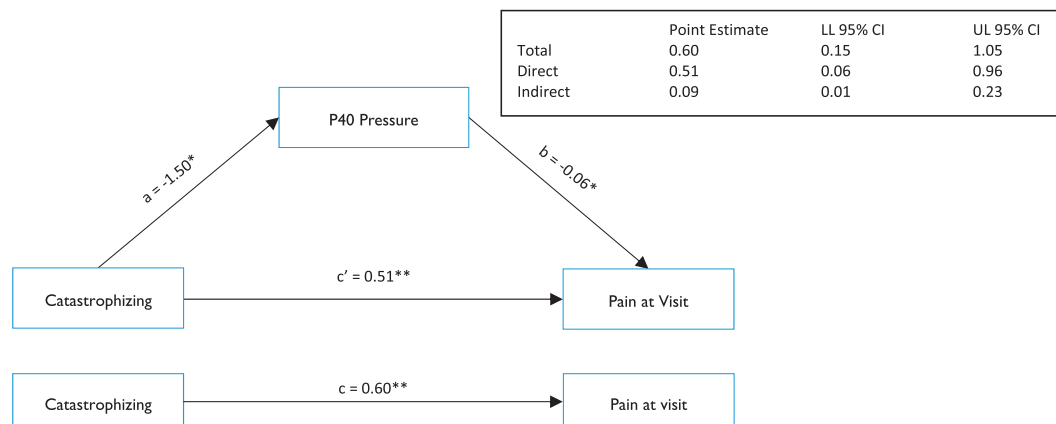 Point Estimate LL 95% CI UL 95% CI
Total 0.60 0.15 1.05
Direct 0.51 0.06 0.96
Indirect 0.09 0.01 0.23
P40 Pressure
a = -1.50*
b = -0.06*
Catastrophizing
c′ = 0.51**
Pain at Visit
Catastrophizing
c = 0.60**
Pain at visit